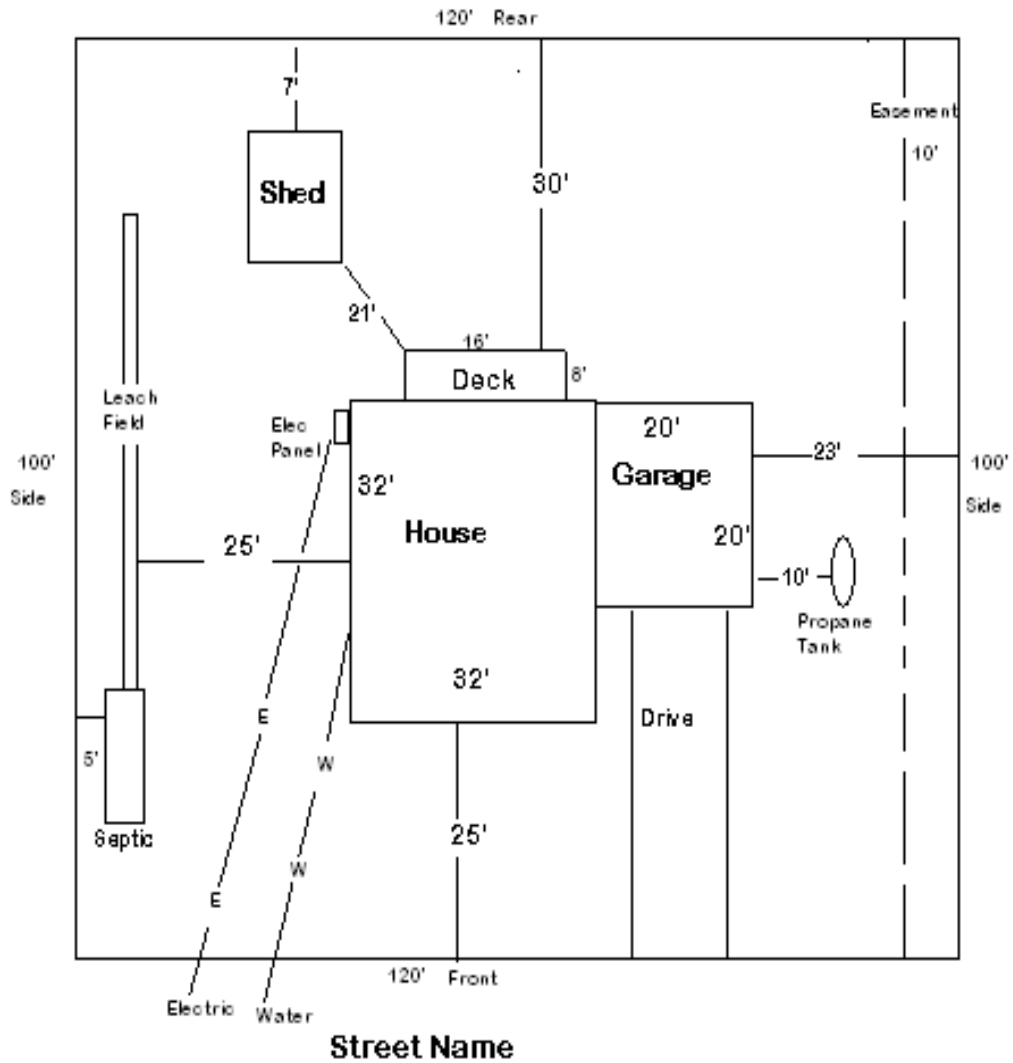 120' Rear
7'
Easement
10'
Shed
30'
21'
16'
Deck
8'
Leach
Field
Elec
Panel
20'
23'
100'
Side
32'
Garage
100'
Side
House
20'
25'
10'
Propane
Tank
32'
E
Drive
W
5'
Septic
25'
W
E
120' Front
Electric
Water
Street Name